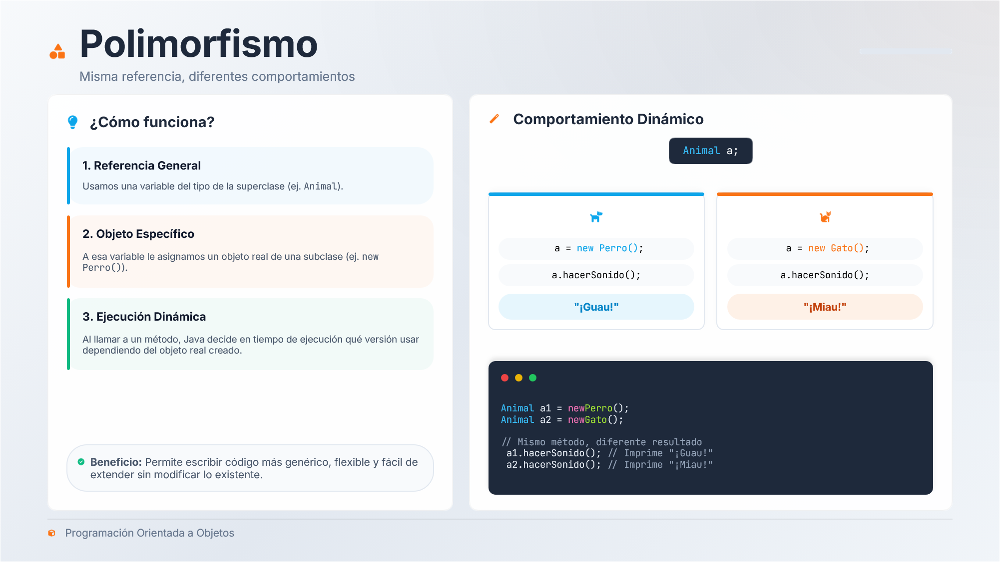 Polimorfismo
Misma referencia, diferentes comportamientos
¿Cómo funciona?
1. Referencia General
Usamos una variable del tipo de la superclase (ej. Animal).
2. Objeto Específico
A esa variable le asignamos un objeto real de una subclase (ej. new
Perro()).
3. Ejecución Dinámica
Al llamar a un método, Java decide en tiempo de ejecución qué versión usar
dependiendo del objeto real creado.
Beneficio: Permite escribir código más genérico, flexible y fácil de
extender sin modificar lo existente.
Comportamiento Dinámico
Animal a;
a = new Perro();
a.hacerSonido();
"¡Guau!"
a = new Gato();
a.hacerSonido();
"¡Miau!"
Animal a1 = newPerro();
Animal a2 = newGato();
// Mismo método, diferente resultado
a1.hacerSonido(); // Imprime "¡Guau!"
a2.hacerSonido(); // Imprime "¡Miau!"
Programación Orientada a Objetos